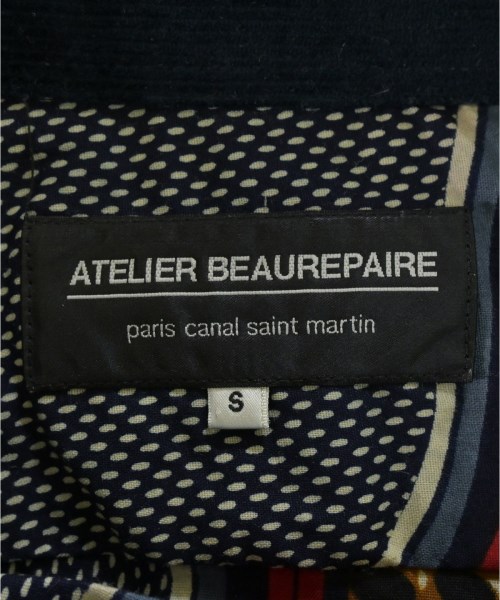 ATELIER BEAUREPAIRE
paris canal saint martin
S